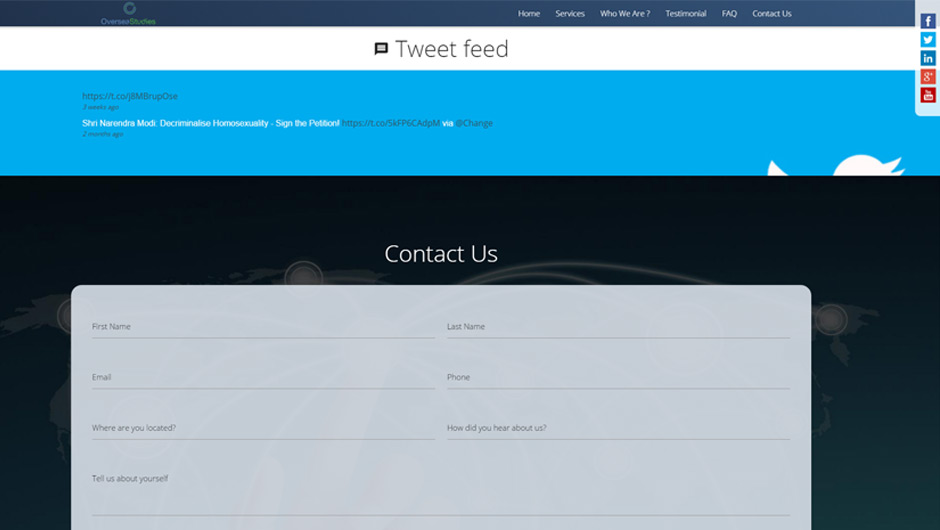 OverseaStudies
Home Services Who We Are ? Testimonial FAQ Contact Us
Tweet feed
https://t.co/j8MBrupOse
3 weeks ago
Shri Narendra Modi: Decriminalise Homosexuality - Sign the Petition! https://t.co/5kFP6CAdpM via @Change
2 months ago
Contact Us
First Name Last Name
Email Phone
Where are you located? How did you hear about us?
Tell us about yourself